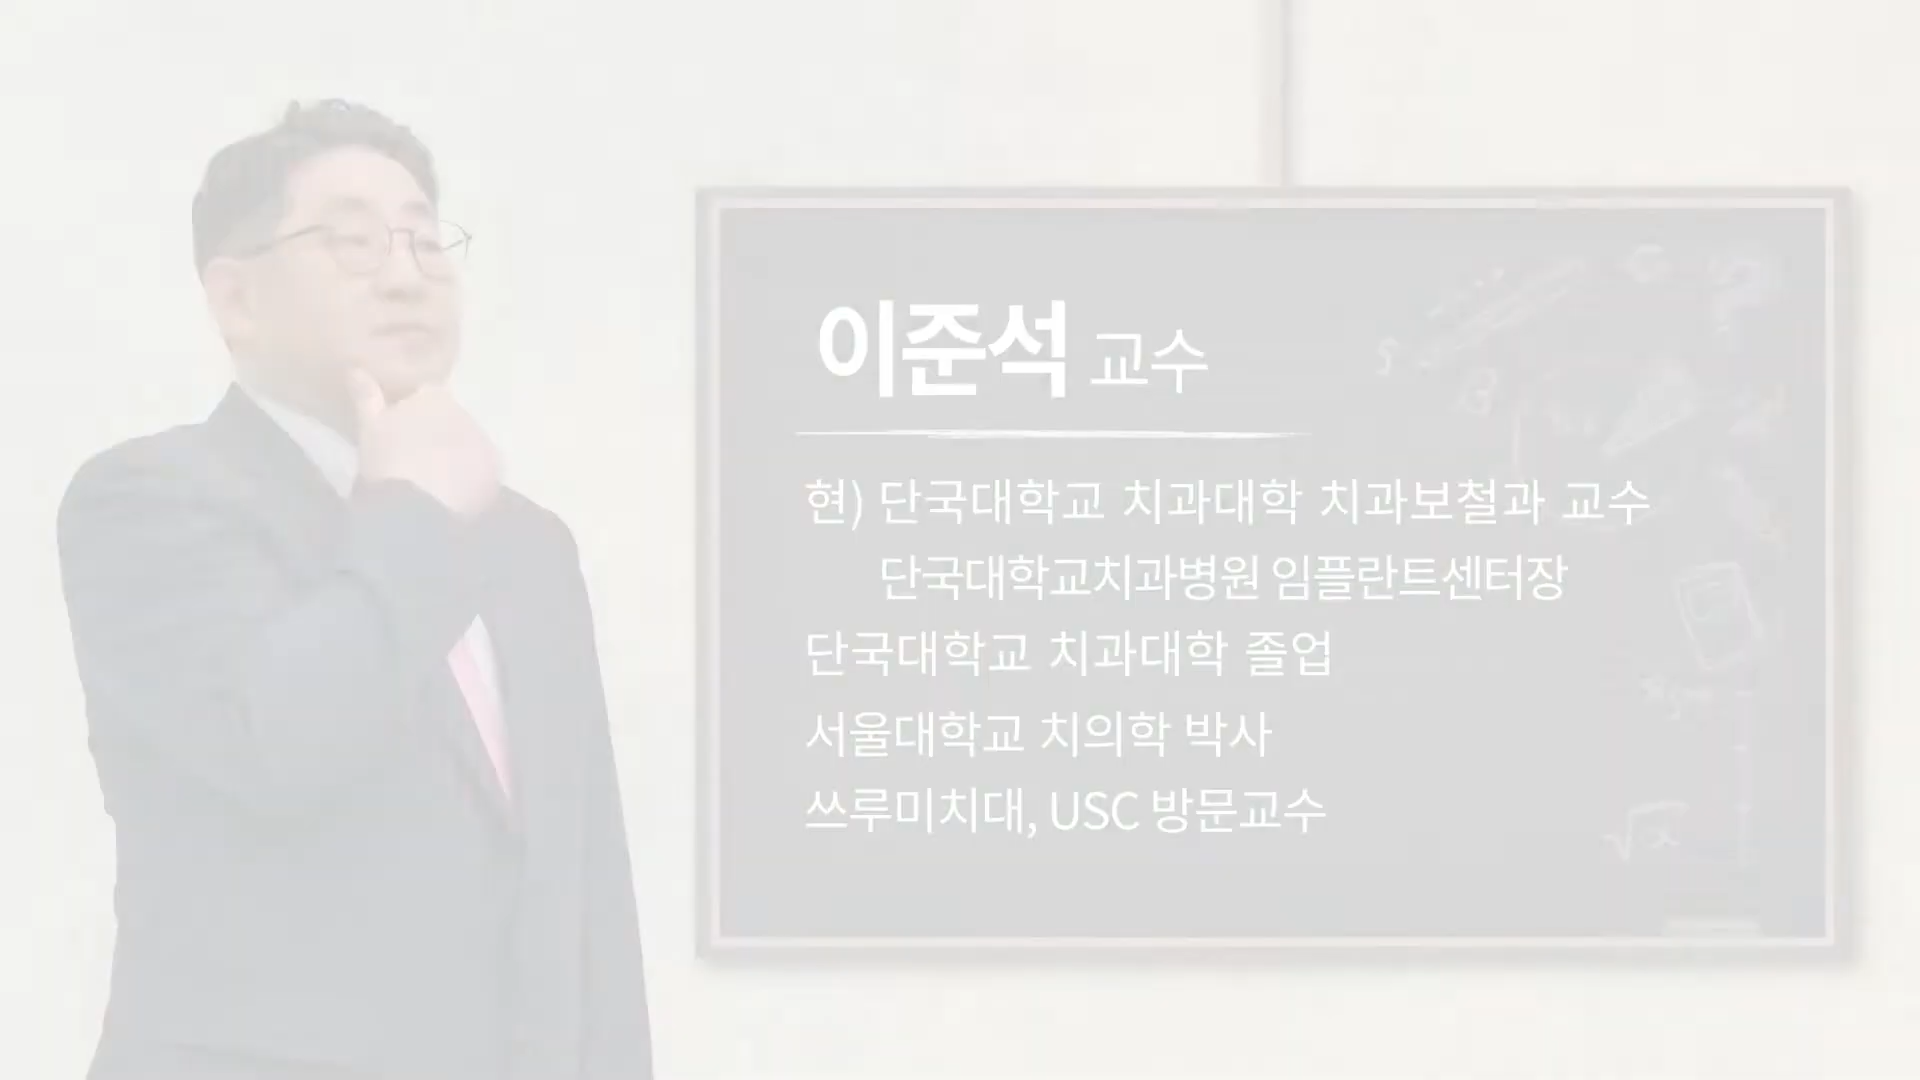 이준석 교수
현) 단국대학교 치과대학 치과보철과 교수
단국대학교치과병원 임플란트센터장
단국대학교 치과대학 졸업
서울대학교 치의학 박사
쓰루미치대, USC 방문교수